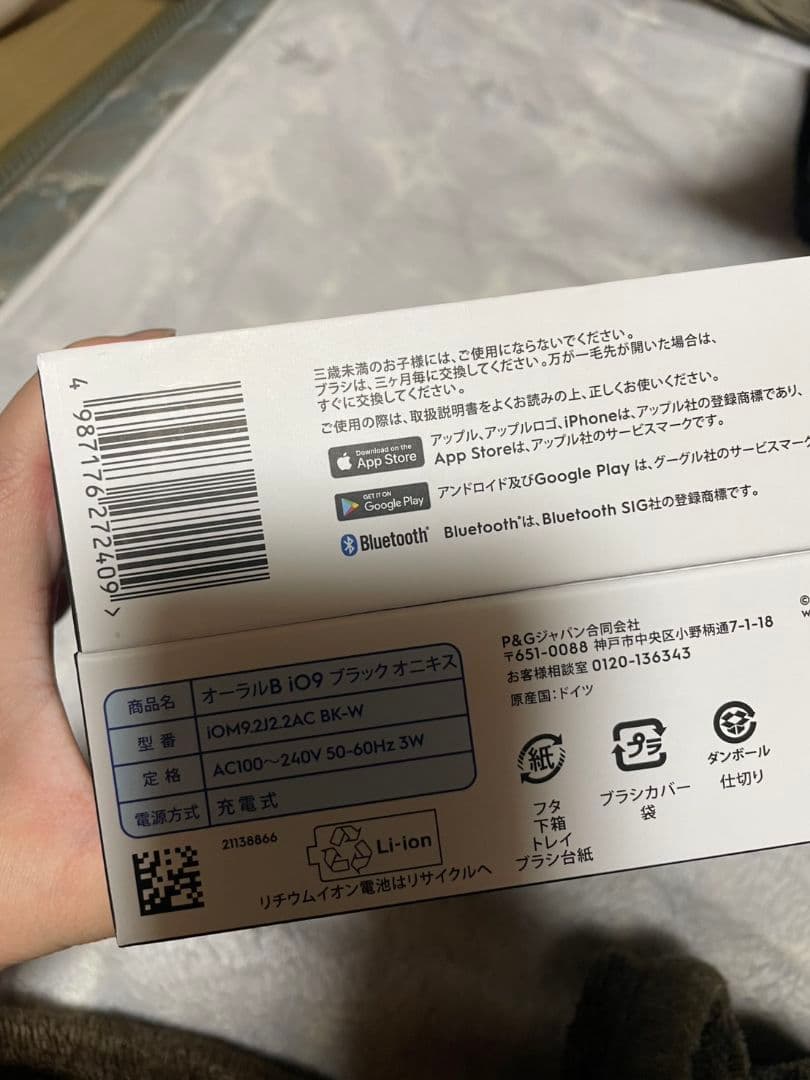 4 987176 272409 >
三歳未満のお子様には、ご使用にならないでください。
ブラシは、三ヶ月毎に交換してください。万が一毛先が開いた場合は、
すぐに交換してください。
ご使用の際は、取扱説明書をよくお読みの上、正しくお使いください。
Download on the
App Store
アップル、アップルロゴ、iPhoneは、アップル社の登録商標であり、
App Storeは、アップル社のサービスマークです。
GET IT ON
Google Play
アンドロイド及びGoogle Play は、グーグル社のサービスマーク
Bluetooth®
Bluetooth®は、Bluetooth SIG社の登録商標です。
商品名 オーラルB iO9 ブラック オニキス
型番 iOM9.2J2.2AC BK-W
定格 AC100〜240V 50-60Hz 3W
電源方式 充電式
21138866
Li-ion
リチウムイオン電池はリサイクルへ
P&Gジャパン合同会社
〒651-0088 神戸市中央区小野柄通7-1-18
お客様相談室 0120-136343
原産国：ドイツ
©
w
紙
フタ
下箱
トレイ
ブラシ台紙
プラ
ブラシカバー
袋
ダンボール
仕切り